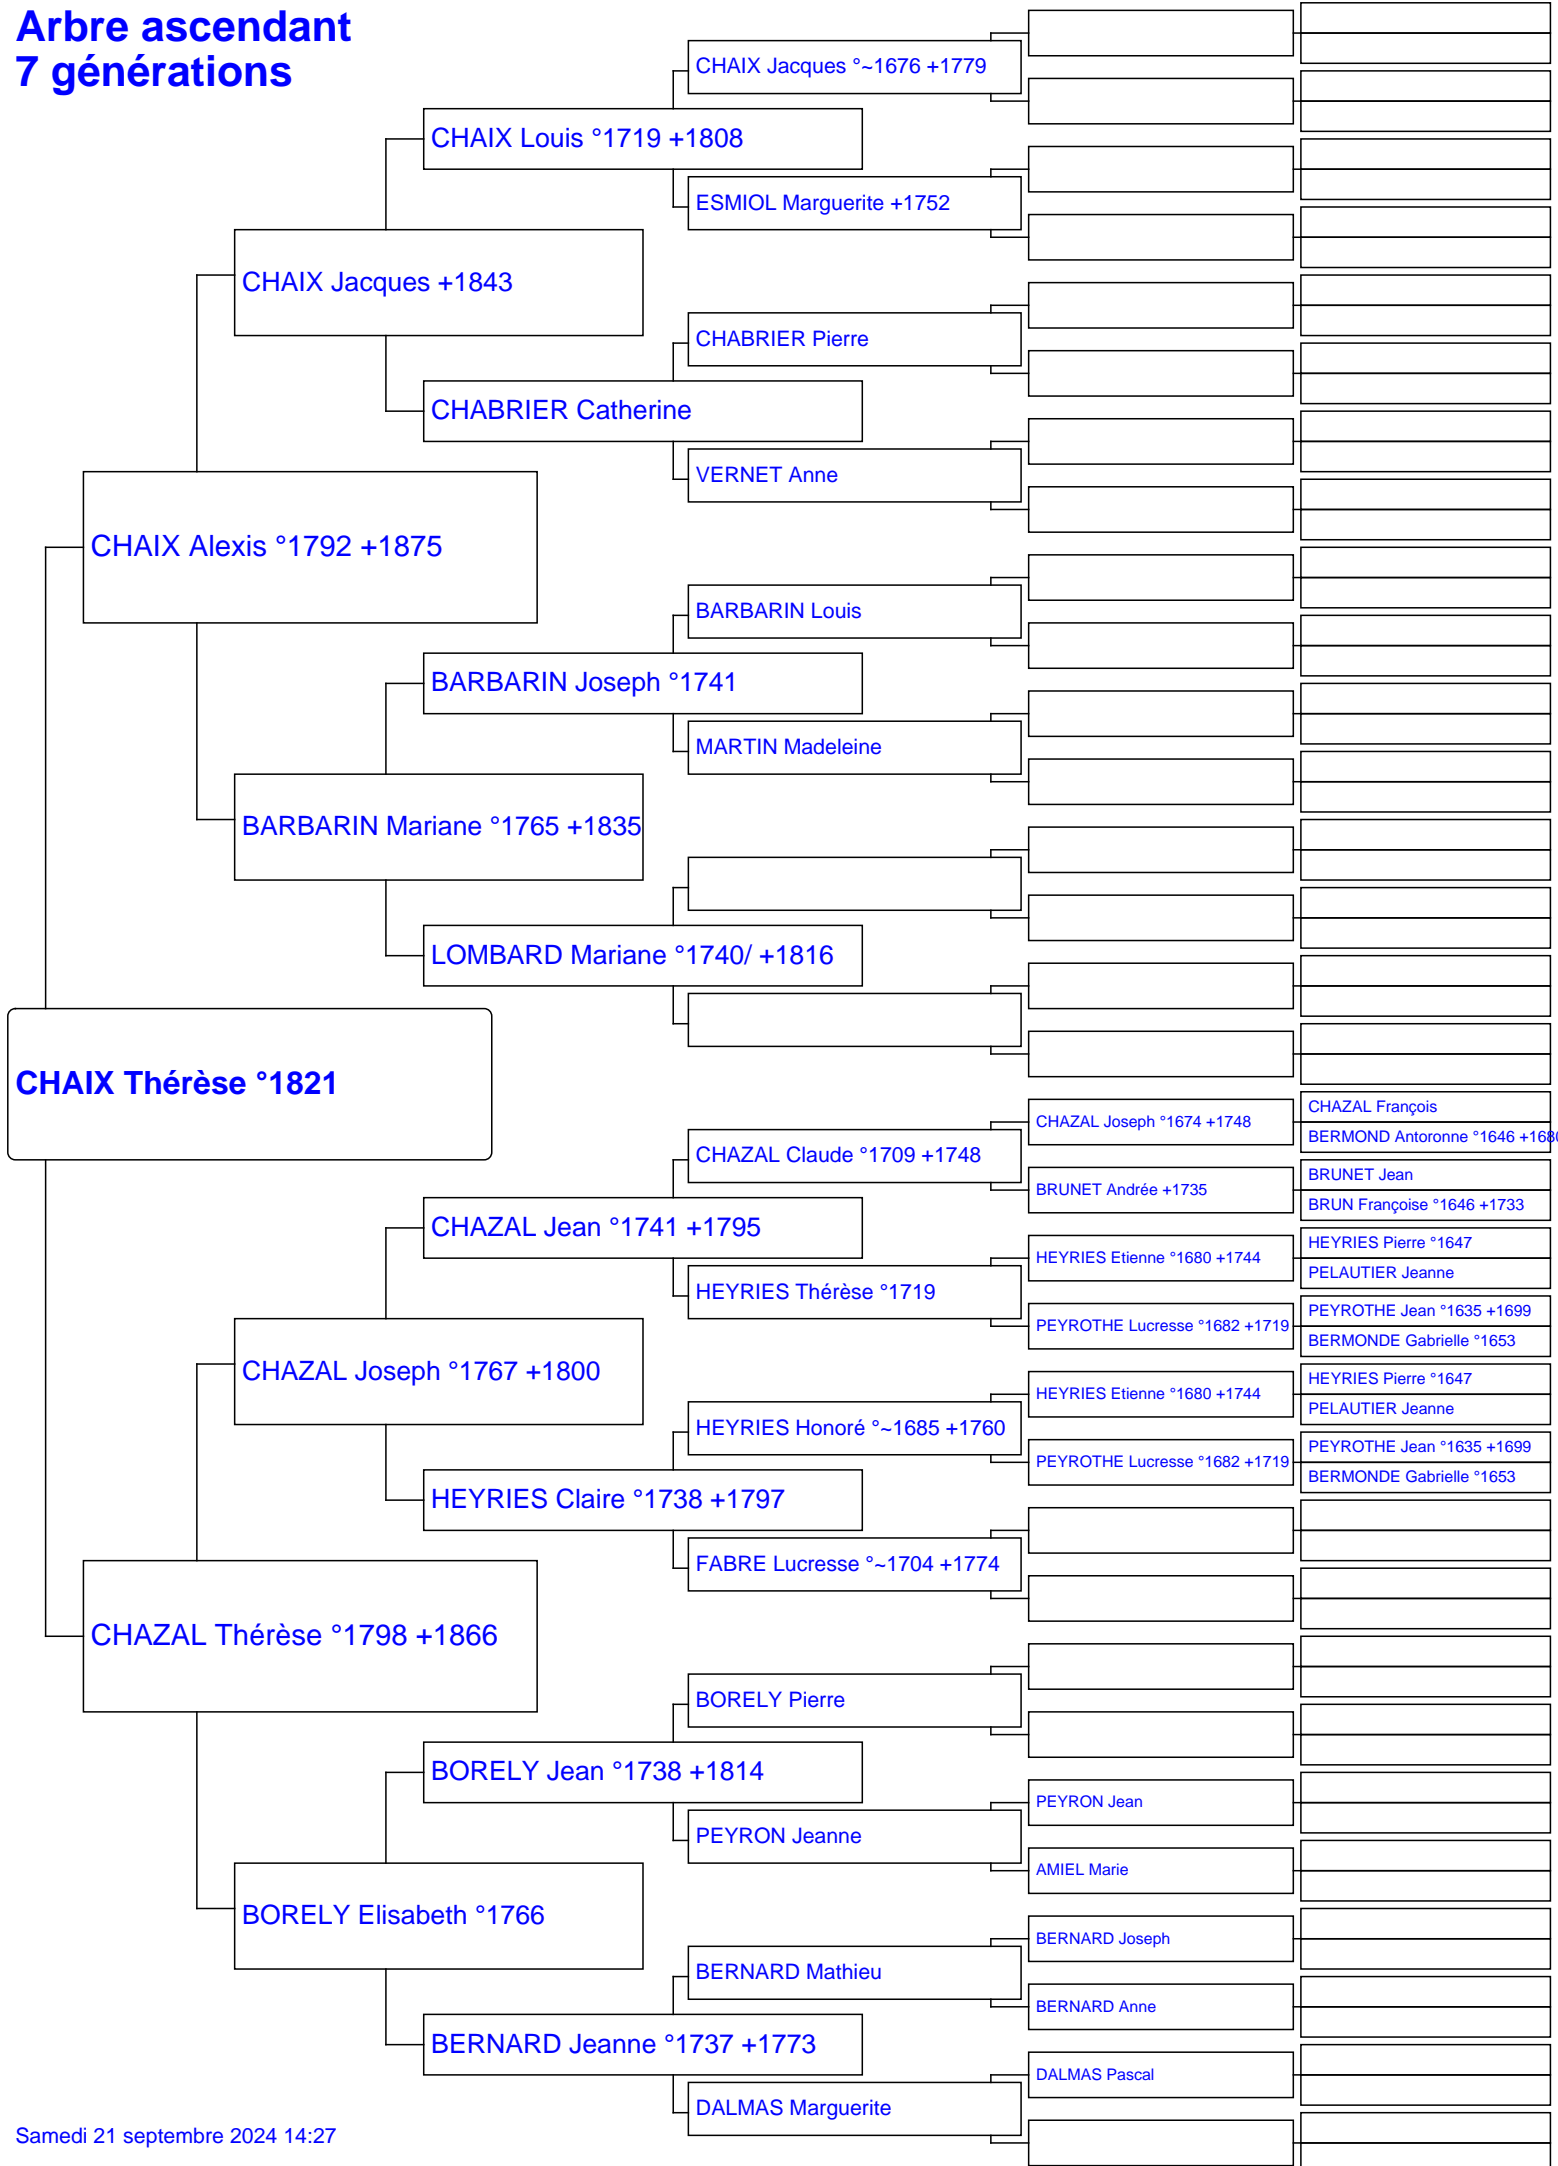 Arbre ascendant
7 générations
CHAIX Jacques °~1676 +1779
CHAIX Louis °1719 +1808
ESMIOL Marguerite +1752
CHAIX Jacques +1843
CHABRIER Pierre
CHABRIER Catherine
VERNET Anne
CHAIX Alexis °1792 +1875
BARBARIN Louis
BARBARIN Joseph °1741
MARTIN Madeleine
BARBARIN Mariane °1765 +1835
LOMBARD Mariane °1740/ +1816
CHAIX Thérèse °1821
CHAZAL François
CHAZAL Joseph °1674 +1748
BERMOND Antoronne °1646 +1680
CHAZAL Claude °1709 +1748
BRUNET Jean
BRUNET Andrée +1735
BRUN Françoise °1646 +1733
CHAZAL Jean °1741 +1795
HEYRIES Pierre °1647
HEYRIES Etienne °1680 +1744
PELAUTIER Jeanne
HEYRIES Thérèse °1719
PEYROTHE Jean °1635 +1699
PEYROTHE Lucresse °1682 +1719
BERMONDE Gabrielle °1653
CHAZAL Joseph °1767 +1800
HEYRIES Pierre °1647
HEYRIES Etienne °1680 +1744
PELAUTIER Jeanne
HEYRIES Honoré °~1685 +1760
PEYROTHE Jean °1635 +1699
PEYROTHE Lucresse °1682 +1719
BERMONDE Gabrielle °1653
HEYRIES Claire °1738 +1797
FABRE Lucresse °~1704 +1774
CHAZAL Thérèse °1798 +1866
BORELY Pierre
BORELY Jean °1738 +1814
PEYRON Jean
PEYRON Jeanne
AMIEL Marie
BORELY Elisabeth °1766
BERNARD Joseph
BERNARD Mathieu
BERNARD Anne
BERNARD Jeanne °1737 +1773
DALMAS Pascal
DALMAS Marguerite
Samedi 21 septembre 2024 14:27